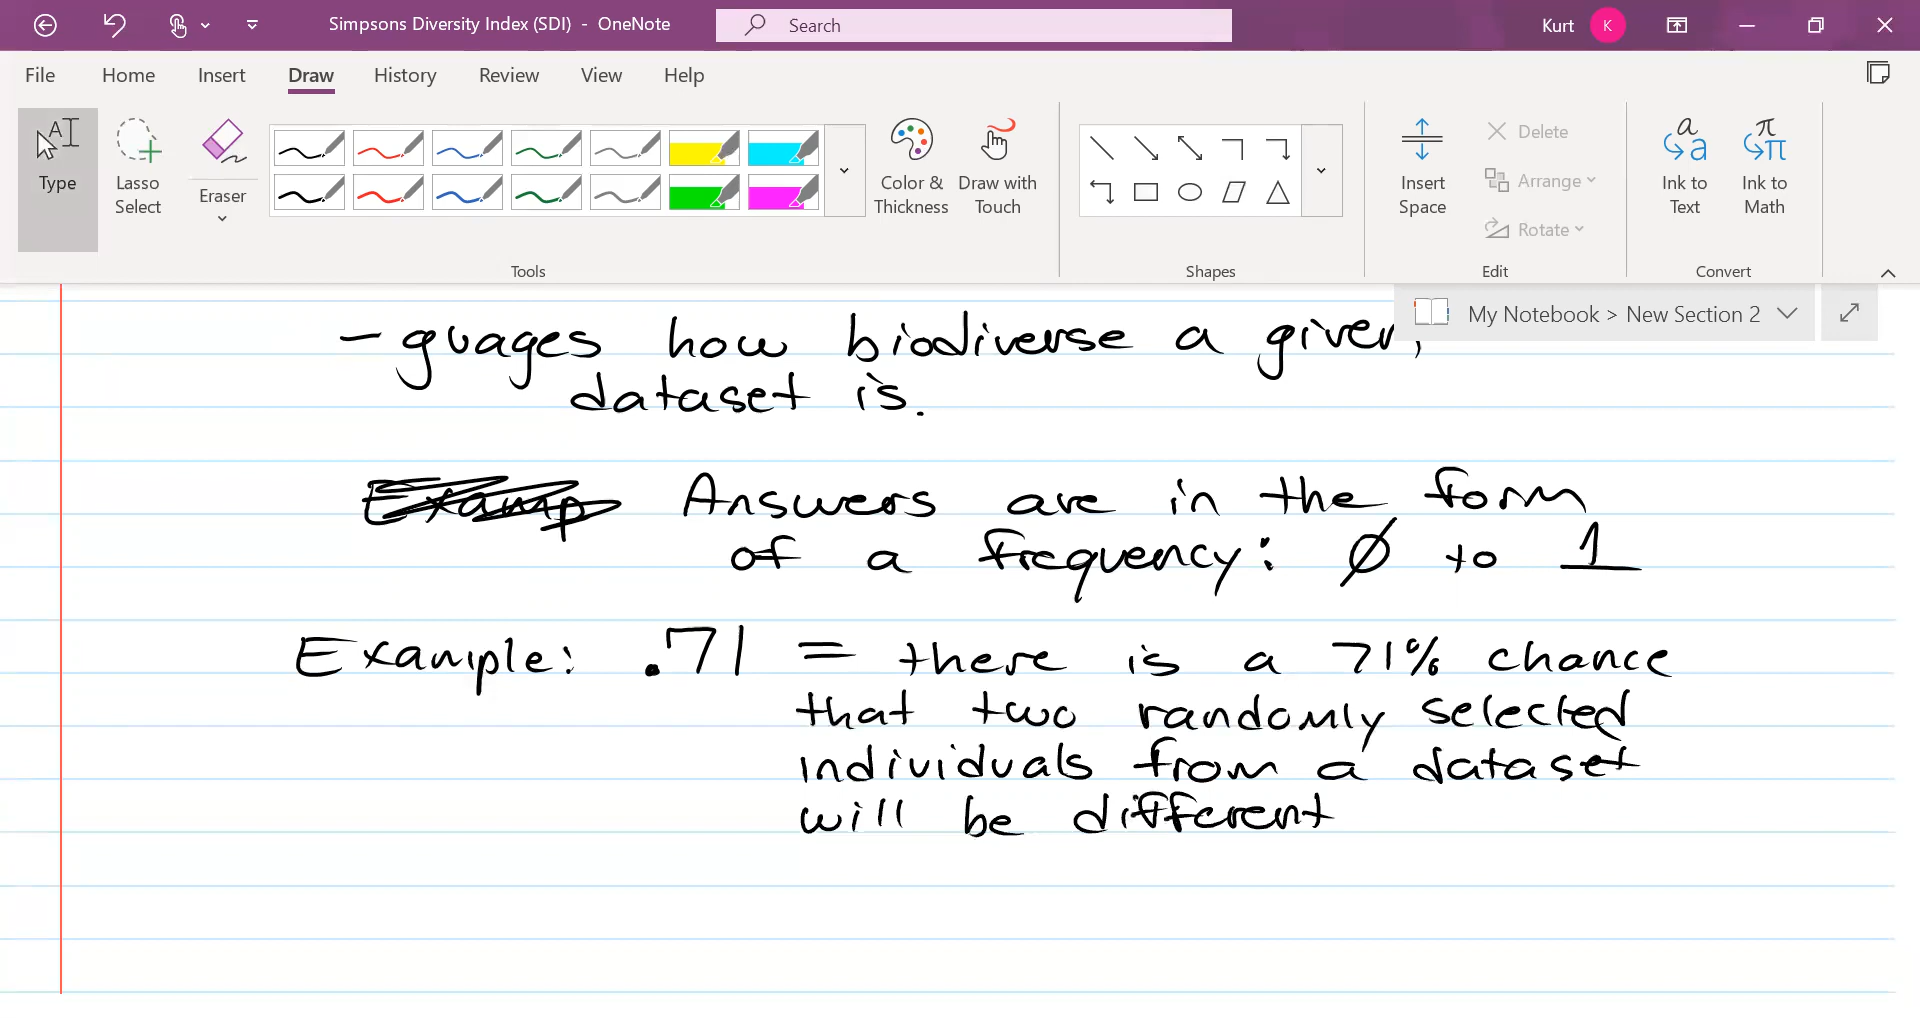 Simpsons Diversity Index (SDI) - OneNote
Search
Kurt
K
File Home Insert Draw History Review View Help
Type
Lasso Select
Eraser
Color & Thickness
Draw with Touch
Insert Space
Delete
Arrange
Rotate
Ink to Text
Ink to Math
Tools
Shapes
Edit
Convert
My Notebook > New Section 2
- guages how biodiverse a given
dataset is.
Examp Answers are in the form
of a frequency: 0 to 1
Example: .71 = there is a 71% chance
that two randomly selected
individuals from a dataset
will be different